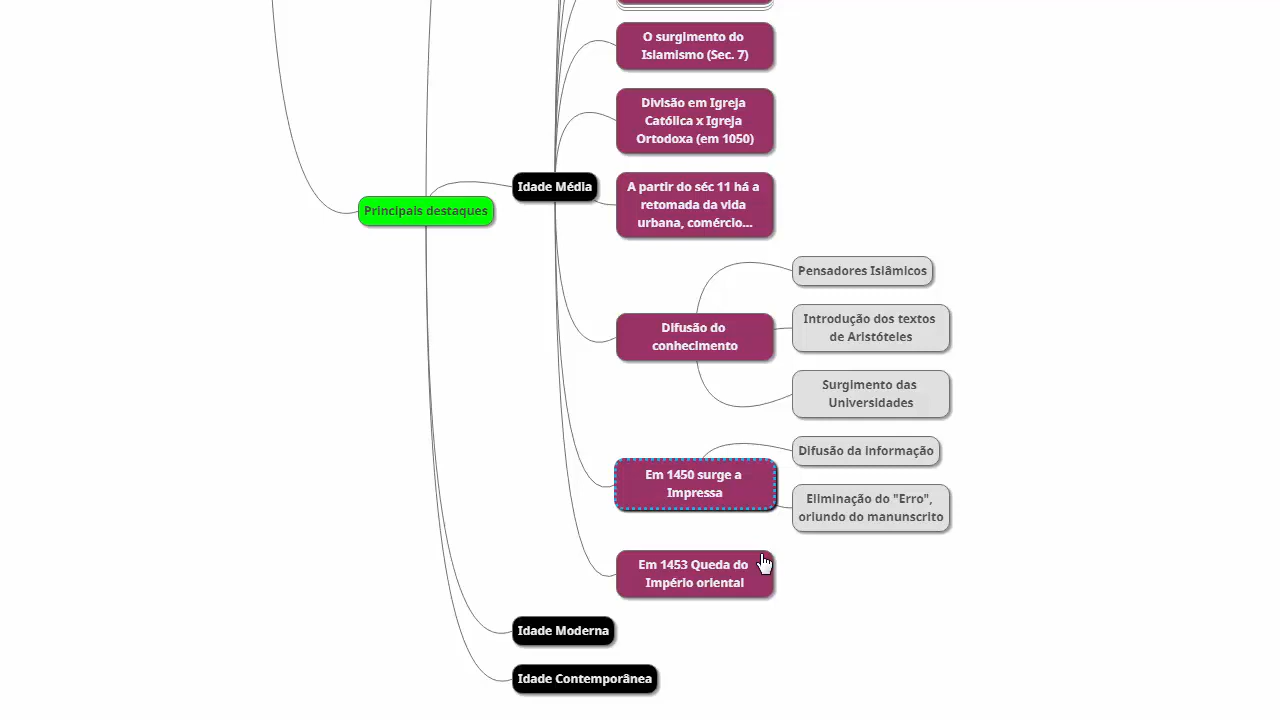 O surgimento do
Islamismo (Sec. 7)
Divisão em Igreja
Católica x Igreja
Ortodoxa (em 1050)
Idade Média
A partir do séc 11 há a
retomada da vida
urbana, comércio...
Principais destaques
Pensadores Islâmicos
Introdução dos textos
de Aristóteles
Difusão do
conhecimento
Surgimento das
Universidades
Difusão da informação
Em 1450 surge a
Impressa
Eliminação do "Erro",
oriundo do manunscrito
Em 1453 Queda do
Império oriental
Idade Moderna
Idade Contemporânea